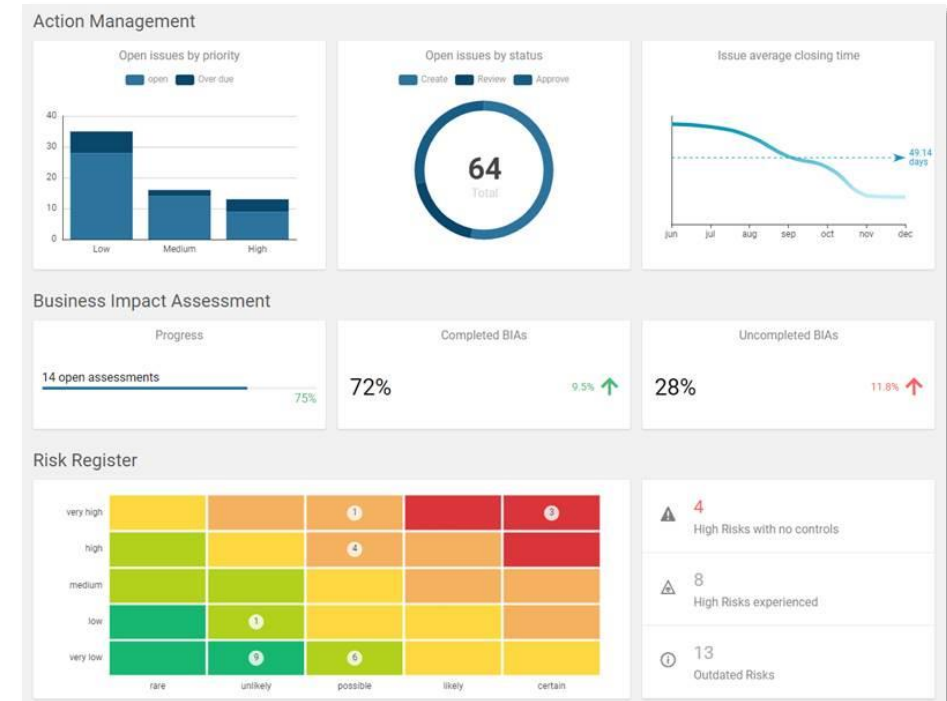 Action Management
Open issues by priority
open Over due
40
30
20
10
0
Low Medium High
Open issues by status
Create Review Approve
64
Total
Issue average closing time
49.14
days
jun jul aug sep oct nov dec
Business Impact Assessment
Progress
14 open assessments
75%
Completed BIAs
72% 9.5%
Uncompleted BIAs
28% 11.8%
Risk Register
very high 1 3
high 4
medium
low 1
very low 9 6
rare unlikely possible likely certain
4
High Risks with no controls
8
High Risks experienced
13
Outdated Risks